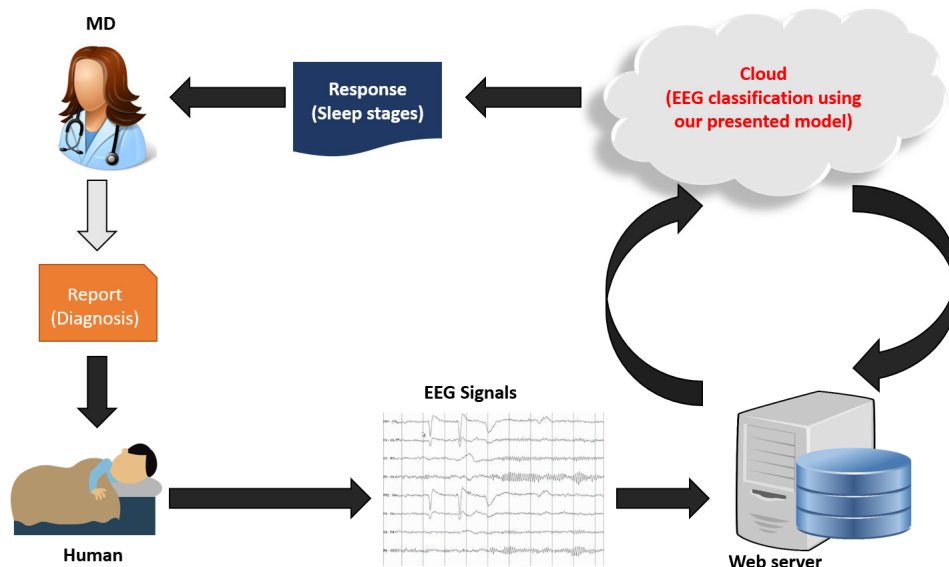 MD
Response
(Sleep stages)
Cloud
(EEG classification using
our presented model)
Report
(Diagnosis)
EEG Signals
Human
Web server